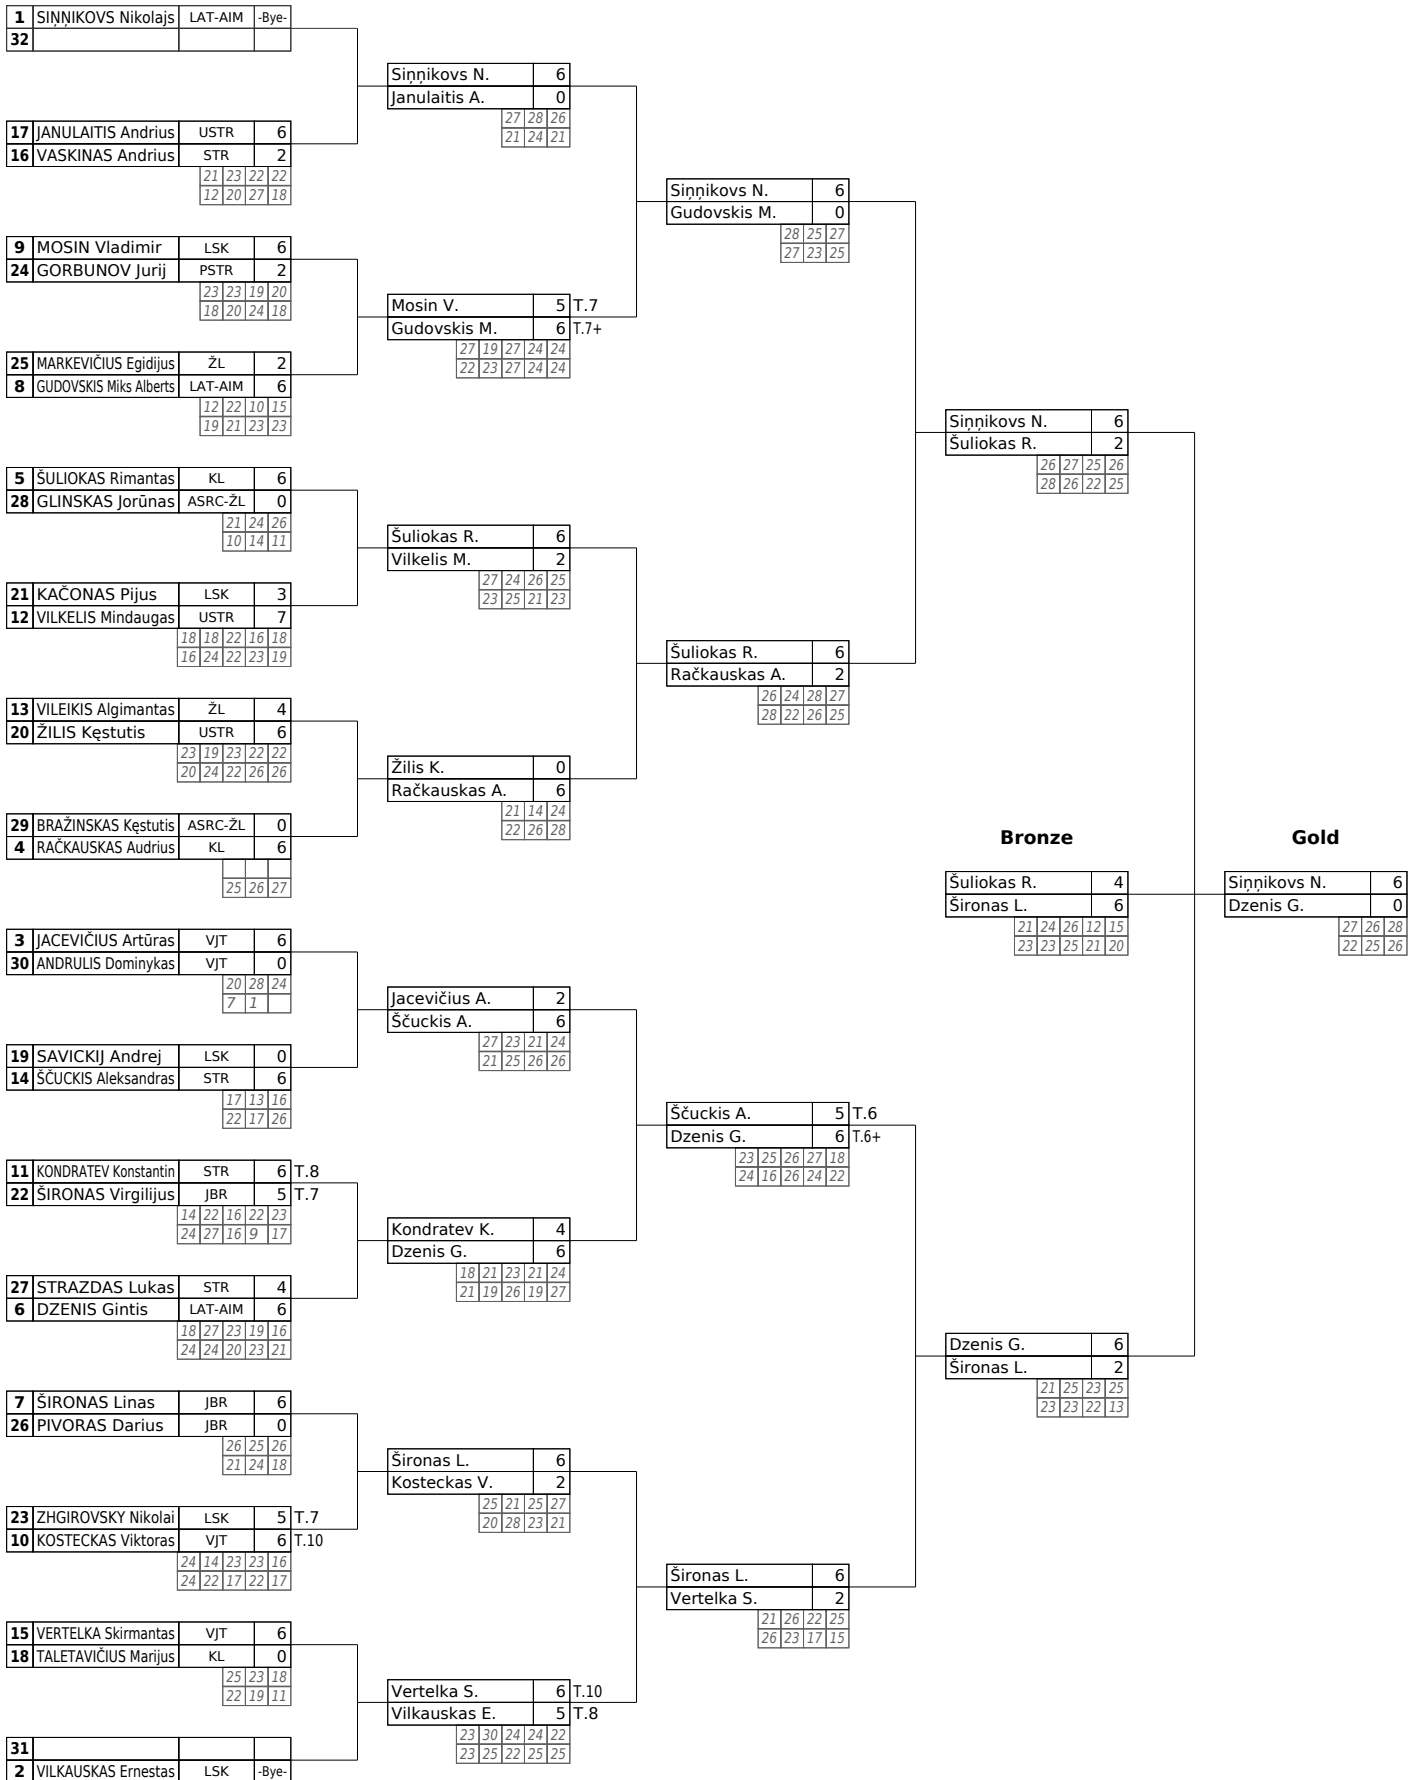 1 SIŅŅIKOVS Nikolajs LAT-AIM -Bye-
32
Siņņikovs N. 6
Janulaitis A. 0
27 28 26
21 24 21
17 JANULAITIS Andrius USTR 6
16 VASKINAS Andrius STR 2
21 23 22 22
12 20 27 18
Siņņikovs N. 6
Gudovskis M. 0
28 25 27
27 23 25
9 MOSIN Vladimir LSK 6
24 GORBUNOV Jurij PSTR 2
23 23 19 20
18 20 24 18
Mosin V. 5 T.7
Gudovskis M. 6 T.7+
27 19 27 24 24
22 23 27 24 24
25 MARKEVIČIUS Egidijus ŽL 2
8 GUDOVSKIS Miks Alberts LAT-AIM 6
12 22 10 15
19 21 23 23
Siņņikovs N. 6
Šuliokas R. 2
26 27 25 26
28 26 22 25
5 ŠULIOKAS Rimantas KL 6
28 GLINSKAS Jorūnas ASRC-ŽL 0
21 24 26
10 14 11
Šuliokas R. 6
Vilkelis M. 2
27 24 26 25
23 25 21 23
21 KAČONAS Pijus LSK 3
12 VILKELIS Mindaugas USTR 7
18 18 22 16 18
16 24 22 23 19
Šuliokas R. 6
Račkauskas A. 2
26 24 28 27
28 22 26 25
13 VILEIKIS Algimantas ŽL 4
20 ŽILIS Kęstutis USTR 6
23 19 23 22 22
20 24 22 26 26
Žilis K. 0
Račkauskas A. 6
21 14 24
22 26 28
29 BRAŽINSKAS Kęstutis ASRC-ŽL 0
4 RAČKAUSKAS Audrius KL 6
25 26 27
Bronze Gold
Šuliokas R. 4
Šironas L. 6
21 24 26 12 15
23 23 25 21 20
Siņņikovs N. 6
Dzenis G. 0
27 26 28
22 25 26
3 JACEVIČIUS Artūras VJT 6
30 ANDRULIS Dominykas VJT 0
20 28 24
7 1
Jacevičius A. 2
Ščuckis A. 6
27 23 21 24
21 25 26 26
19 SAVICKIJ Andrej LSK 0
14 ŠČUCKIS Aleksandras STR 6
17 13 16
22 17 26
Ščuckis A. 5 T.6
Dzenis G. 6 T.6+
23 25 26 27 18
24 16 26 24 22
11 KONDRATEV Konstantin STR 6 T.8
22 ŠIRONAS Virgilijus JBR 5 T.7
14 22 16 22 23
24 27 16 9 17
Kondratev K. 4
Dzenis G. 6
18 21 23 21 24
21 19 26 19 27
27 STRAZDAS Lukas STR 4
6 DZENIS Gintis LAT-AIM 6
18 27 23 19 16
24 24 20 23 21
Dzenis G. 6
Šironas L. 2
21 25 23 25
23 23 22 13
7 ŠIRONAS Linas JBR 6
26 PIVORAS Darius JBR 0
26 25 26
21 24 18
Šironas L. 6
Kosteckas V. 2
25 21 25 27
20 28 23 21
23 ZHGIROVSKY Nikolai LSK 5 T.7
10 KOSTECKAS Viktoras VJT 6 T.10
24 14 23 23 16
24 22 17 22 17
Šironas L. 6
Vertelka S. 2
21 26 22 25
26 23 17 15
15 VERTELKA Skirmantas VJT 6
18 TALETAVIČIUS Marijus KL 0
25 23 18
22 19 11
Vertelka S. 6 T.10
Vilkauskas E. 5 T.8
23 30 24 24 22
23 25 22 25 25
31
2 VILKAUSKAS Ernestas LSK -Bye-